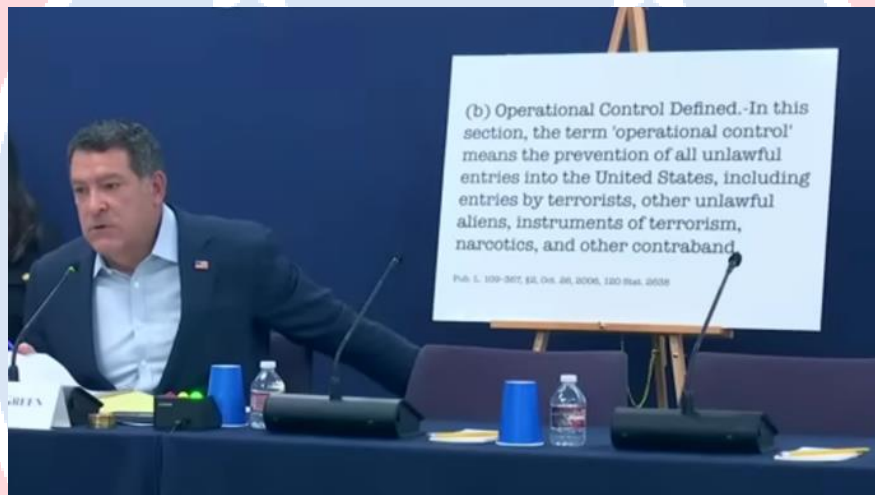 (b) Operational Control Defined.-In this
section, the term 'operational control'
means the prevention of all unlawful
entries into the United States, including
entries by terrorists, other unlawful
aliens, instruments of terrorism,
narcotics, and other contraband
Pub. L. 109-367, §2, Oct. 26, 2006, 120 Stat. 2638
GREEN